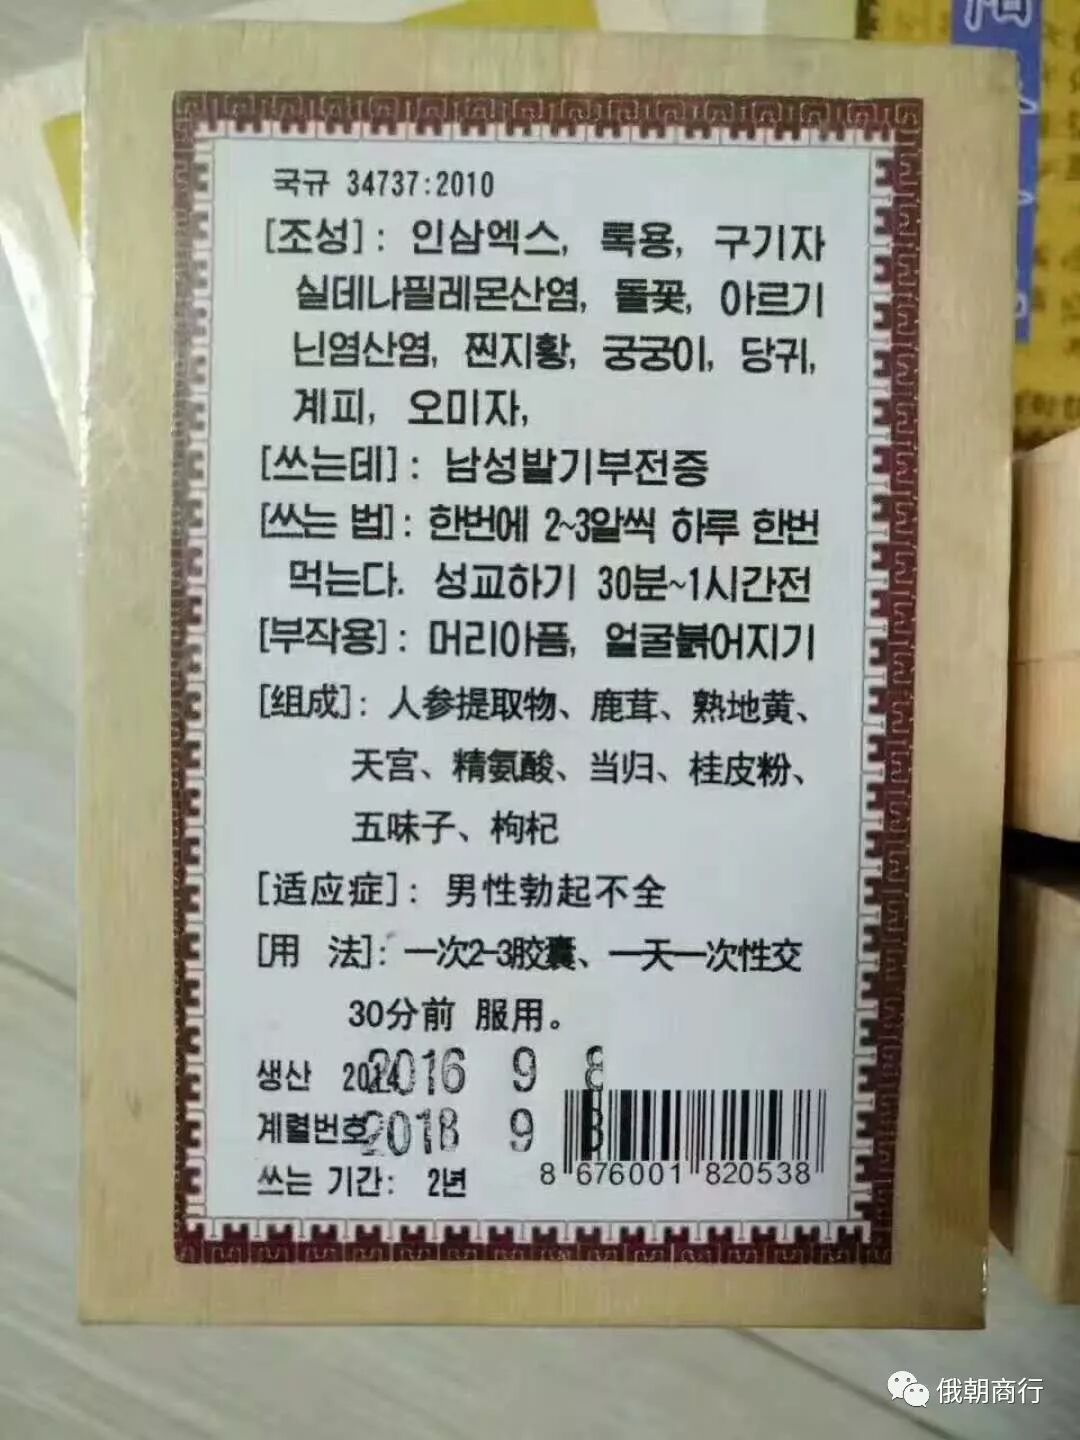 국규 34737:2010
[조성]: 인삼엑스, 록용, 구기자
실데나필레몬산염, 돌꽃, 아르기
닌염산염, 찐지황, 궁궁이, 당귀,
계피, 오미자,
[쓰는데]: 남성발기부전증
[쓰는 법]: 한번에 2~3알씩 하루 한번
먹는다. 성교하기 30분~1시간전
[부작용]: 머리아픔, 얼굴붉어지기
[组成]: 人参提取物、鹿茸、熟地黄、
天宫、精氨酸、当归、桂皮粉、
五味子、枸杞
[适应症]: 男性勃起不全
[用 法]: 一次2-3胶囊、一天一次性交
30分前 服用。
생산 2014 2016 9 8
계렬번호 2018 9 8
쓰는 기간: 2년
8 676001 820538
俄朝商行